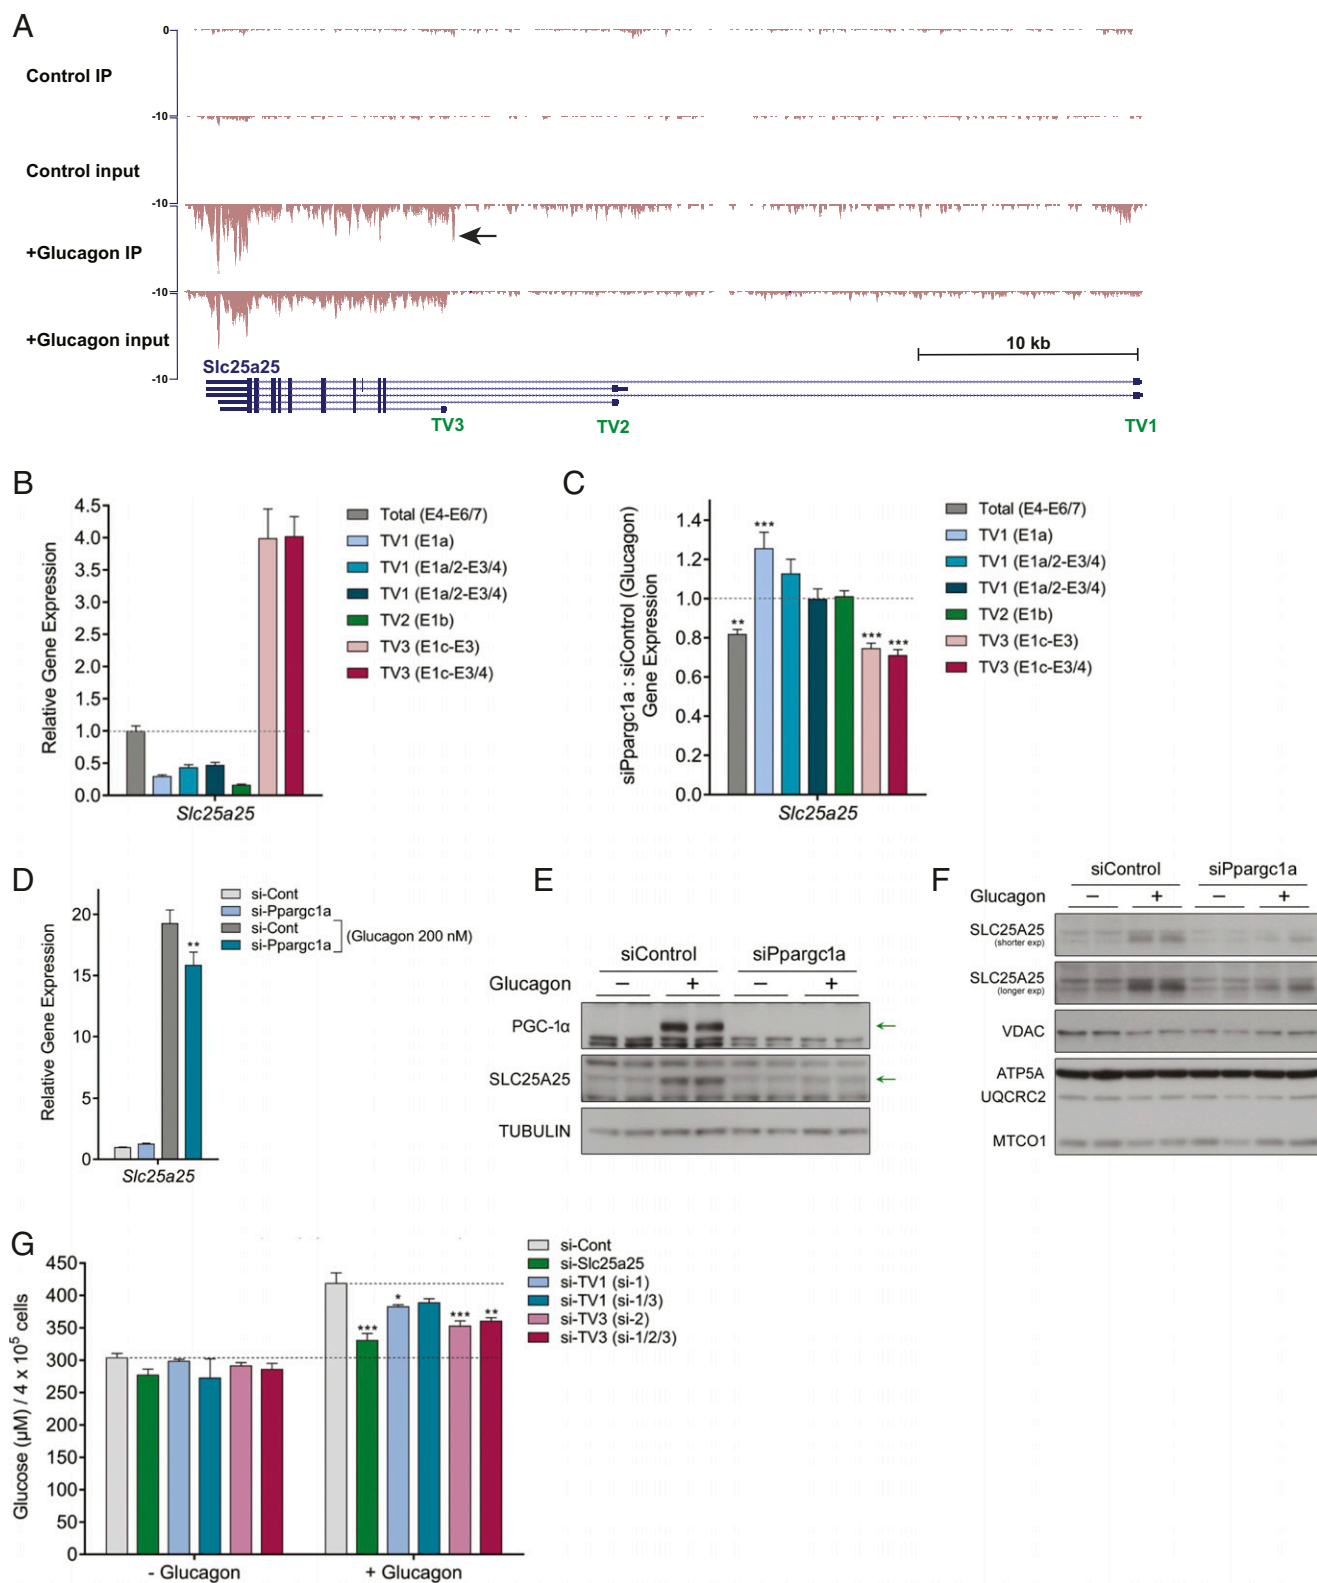 A
0
Control IP
-10
Control input
-10
+Glucagon IP
-10
+Glucagon input
10 kb
Slc25a25
-10
TV3
TV2
TV1
B
4.5
4.0
3.5
3.0
2.5
2.0
1.5
1.0
0.5
0.0
Relative Gene Expression
Slc25a25
Total (E4-E6/7)
TV1 (E1a)
TV1 (E1a/2-E3/4)
TV1 (E1a/2-E3/4)
TV2 (E1b)
TV3 (E1c-E3)
TV3 (E1c-E3/4)
C
siPpargc1a : siControl (Glucagon)
Gene Expression
1.4
1.2
1.0
0.8
0.6
0.4
0.2
0.0
**
***
***
***
Slc25a25
Total (E4-E6/7)
TV1 (E1a)
TV1 (E1a/2-E3/4)
TV1 (E1a/2-E3/4)
TV2 (E1b)
TV3 (E1c-E3)
TV3 (E1c-E3/4)
D
Relative Gene Expression
20
15
10
5
0
**
Slc25a25
si-Cont
si-Ppargc1a
si-Cont
si-Ppargc1a
(Glucagon 200 nM)
E
siControl siPpargc1a
Glucagon − + − +
PGC-1α
SLC25A25
TUBULIN
F
siControl siPpargc1a
Glucagon − + − +
SLC25A25
(shorter exp)
SLC25A25
(longer exp)
VDAC
ATP5A
UQCRC2
MTCO1
G
Glucose (µM) / 4 x 10⁵ cells
450
400
350
300
250
200
150
100
50
0
***
*
***
**
- Glucagon
+ Glucagon
si-Cont
si-Slc25a25
si-TV1 (si-1)
si-TV1 (si-1/3)
si-TV3 (si-2)
si-TV3 (si-1/2/3)